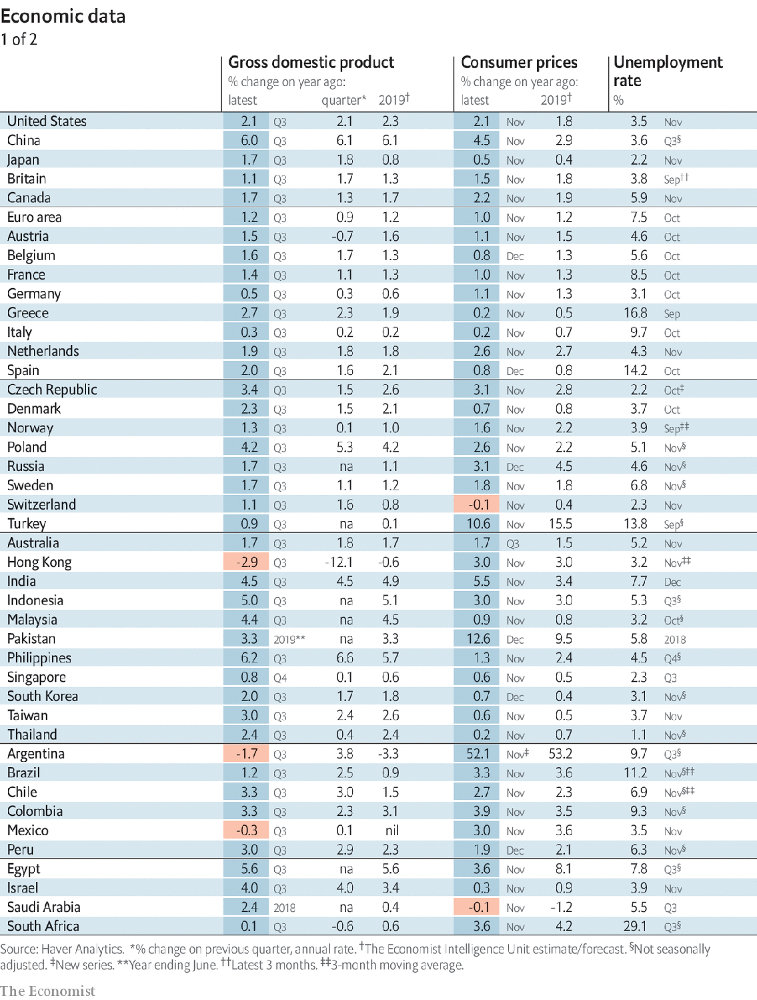 Economic data
1 of 2
Gross domestic product Consumer prices Unemployment
% change on year ago: % change on year ago: rate
latest quarter* 2019† latest 2019† %
United States 2.1 Q3 2.1 2.3 2.1 Nov 1.8 3.5 Nov
China 6.0 Q3 6.1 6.1 4.5 Nov 2.9 3.6 Q3§
Japan 1.7 Q3 1.8 0.8 0.5 Nov 0.4 2.2 Nov
Britain 1.1 Q3 1.7 1.3 1.5 Nov 1.8 3.8 Sep††
Canada 1.7 Q3 1.3 1.7 2.2 Nov 1.9 5.9 Nov
Euro area 1.2 Q3 0.9 1.2 1.0 Nov 1.2 7.5 Oct
Austria 1.5 Q3 -0.7 1.6 1.1 Nov 1.5 4.6 Oct
Belgium 1.6 Q3 1.7 1.3 0.8 Dec 1.3 5.6 Oct
France 1.4 Q3 1.1 1.3 1.0 Nov 1.3 8.5 Oct
Germany 0.5 Q3 0.3 0.6 1.1 Nov 1.3 3.1 Oct
Greece 2.7 Q3 2.3 1.9 0.2 Nov 0.5 16.8 Sep
Italy 0.3 Q3 0.2 0.2 0.2 Nov 0.7 9.7 Oct
Netherlands 1.9 Q3 1.8 1.8 2.6 Nov 2.7 4.3 Nov
Spain 2.0 Q3 1.6 2.1 0.8 Dec 0.8 14.2 Oct
Czech Republic 3.4 Q3 1.5 2.6 3.1 Nov 2.8 2.2 Oct‡
Denmark 2.3 Q3 1.5 2.1 0.7 Nov 0.8 3.7 Oct
Norway 1.3 Q3 0.1 1.0 1.6 Nov 2.2 3.9 Sep‡‡
Poland 4.2 Q3 5.3 4.2 2.6 Nov 2.2 5.1 Nov§
Russia 1.7 Q3 na 1.1 3.1 Dec 4.5 4.6 Nov§
Sweden 1.7 Q3 1.1 1.2 1.8 Nov 1.8 6.8 Nov§
Switzerland 1.1 Q3 1.6 0.8 -0.1 Nov 0.4 2.3 Nov
Turkey 0.9 Q3 na 0.1 10.6 Nov 15.5 13.8 Sep§
Australia 1.7 Q3 1.8 1.7 1.7 Q3 1.5 5.2 Nov
Hong Kong -2.9 Q3 -12.1 -0.6 3.0 Nov 3.0 3.2 Nov‡‡
India 4.5 Q3 4.5 4.9 5.5 Nov 3.4 7.7 Dec
Indonesia 5.0 Q3 na 5.1 3.0 Nov 3.0 5.3 Q3§
Malaysia 4.4 Q3 na 4.5 0.9 Nov 0.8 3.2 Oct§
Pakistan 3.3 2019** na 3.3 12.6 Dec 9.5 5.8 2018
Philippines 6.2 Q3 6.6 5.7 1.3 Nov 2.4 4.5 Q4§
Singapore 0.8 Q4 0.1 0.6 0.6 Nov 0.5 2.3 Q3
South Korea 2.0 Q3 1.7 1.8 0.7 Dec 0.4 3.1 Nov§
Taiwan 3.0 Q3 2.4 2.6 0.6 Nov 0.5 3.7 Nov
Thailand 2.4 Q3 0.4 2.4 0.2 Nov 0.7 1.1 Nov§
Argentina -1.7 Q3 3.8 -3.3 52.1 Nov‡ 53.2 9.7 Q3§
Brazil 1.2 Q3 2.5 0.9 3.3 Nov 3.6 11.2 Nov§‡‡
Chile 3.3 Q3 3.0 1.5 2.7 Nov 2.3 6.9 Nov§‡‡
Colombia 3.3 Q3 2.3 3.1 3.9 Nov 3.5 9.3 Nov§
Mexico -0.3 Q3 0.1 nil 3.0 Nov 3.6 3.5 Nov
Peru 3.0 Q3 2.9 2.3 1.9 Dec 2.1 6.3 Nov§
Egypt 5.6 Q3 na 5.6 3.6 Nov 8.1 7.8 Q3§
Israel 4.0 Q3 4.0 3.4 0.3 Nov 0.9 3.9 Nov
Saudi Arabia 2.4 2018 na 0.4 -0.1 Nov -1.2 5.5 Q3
South Africa 0.1 Q3 -0.6 0.6 3.6 Nov 4.2 29.1 Q3§
Source: Haver Analytics. *% change on previous quarter, annual rate. †The Economist Intelligence Unit estimate/forecast. §Not seasonally
adjusted. ‡New series. **Year ending June. ††Latest 3 months. ‡‡3-month moving average.
The Economist